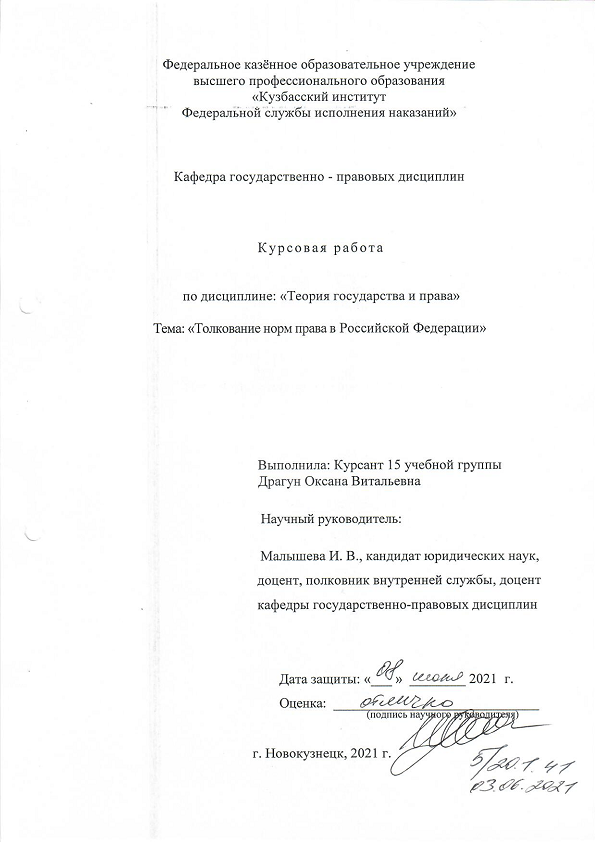 Федеральное казённое образовательное учреждение
высшего профессионального образования
«Кузбасский институт
Федеральной службы исполнения наказаний»
Кафедра государственно - правовых дисциплин
Курсовая работа
по дисциплине: «Теория государства и права»
Тема: «Толкование норм права в Российской Федерации»
Выполнила: Курсант 15 учебной группы
Драгун Оксана Витальевна
Научный руководитель:
Малышева И. В., кандидат юридических наук,
доцент, полковник внутренней службы, доцент
кафедры государственно-правовых дисциплин
Дата защиты: «08» июня 2021 г.
Оценка: отлично
(подпись научного руководителя)
г. Новокузнецк, 2021 г.
5/20.1.41
03.06.2021